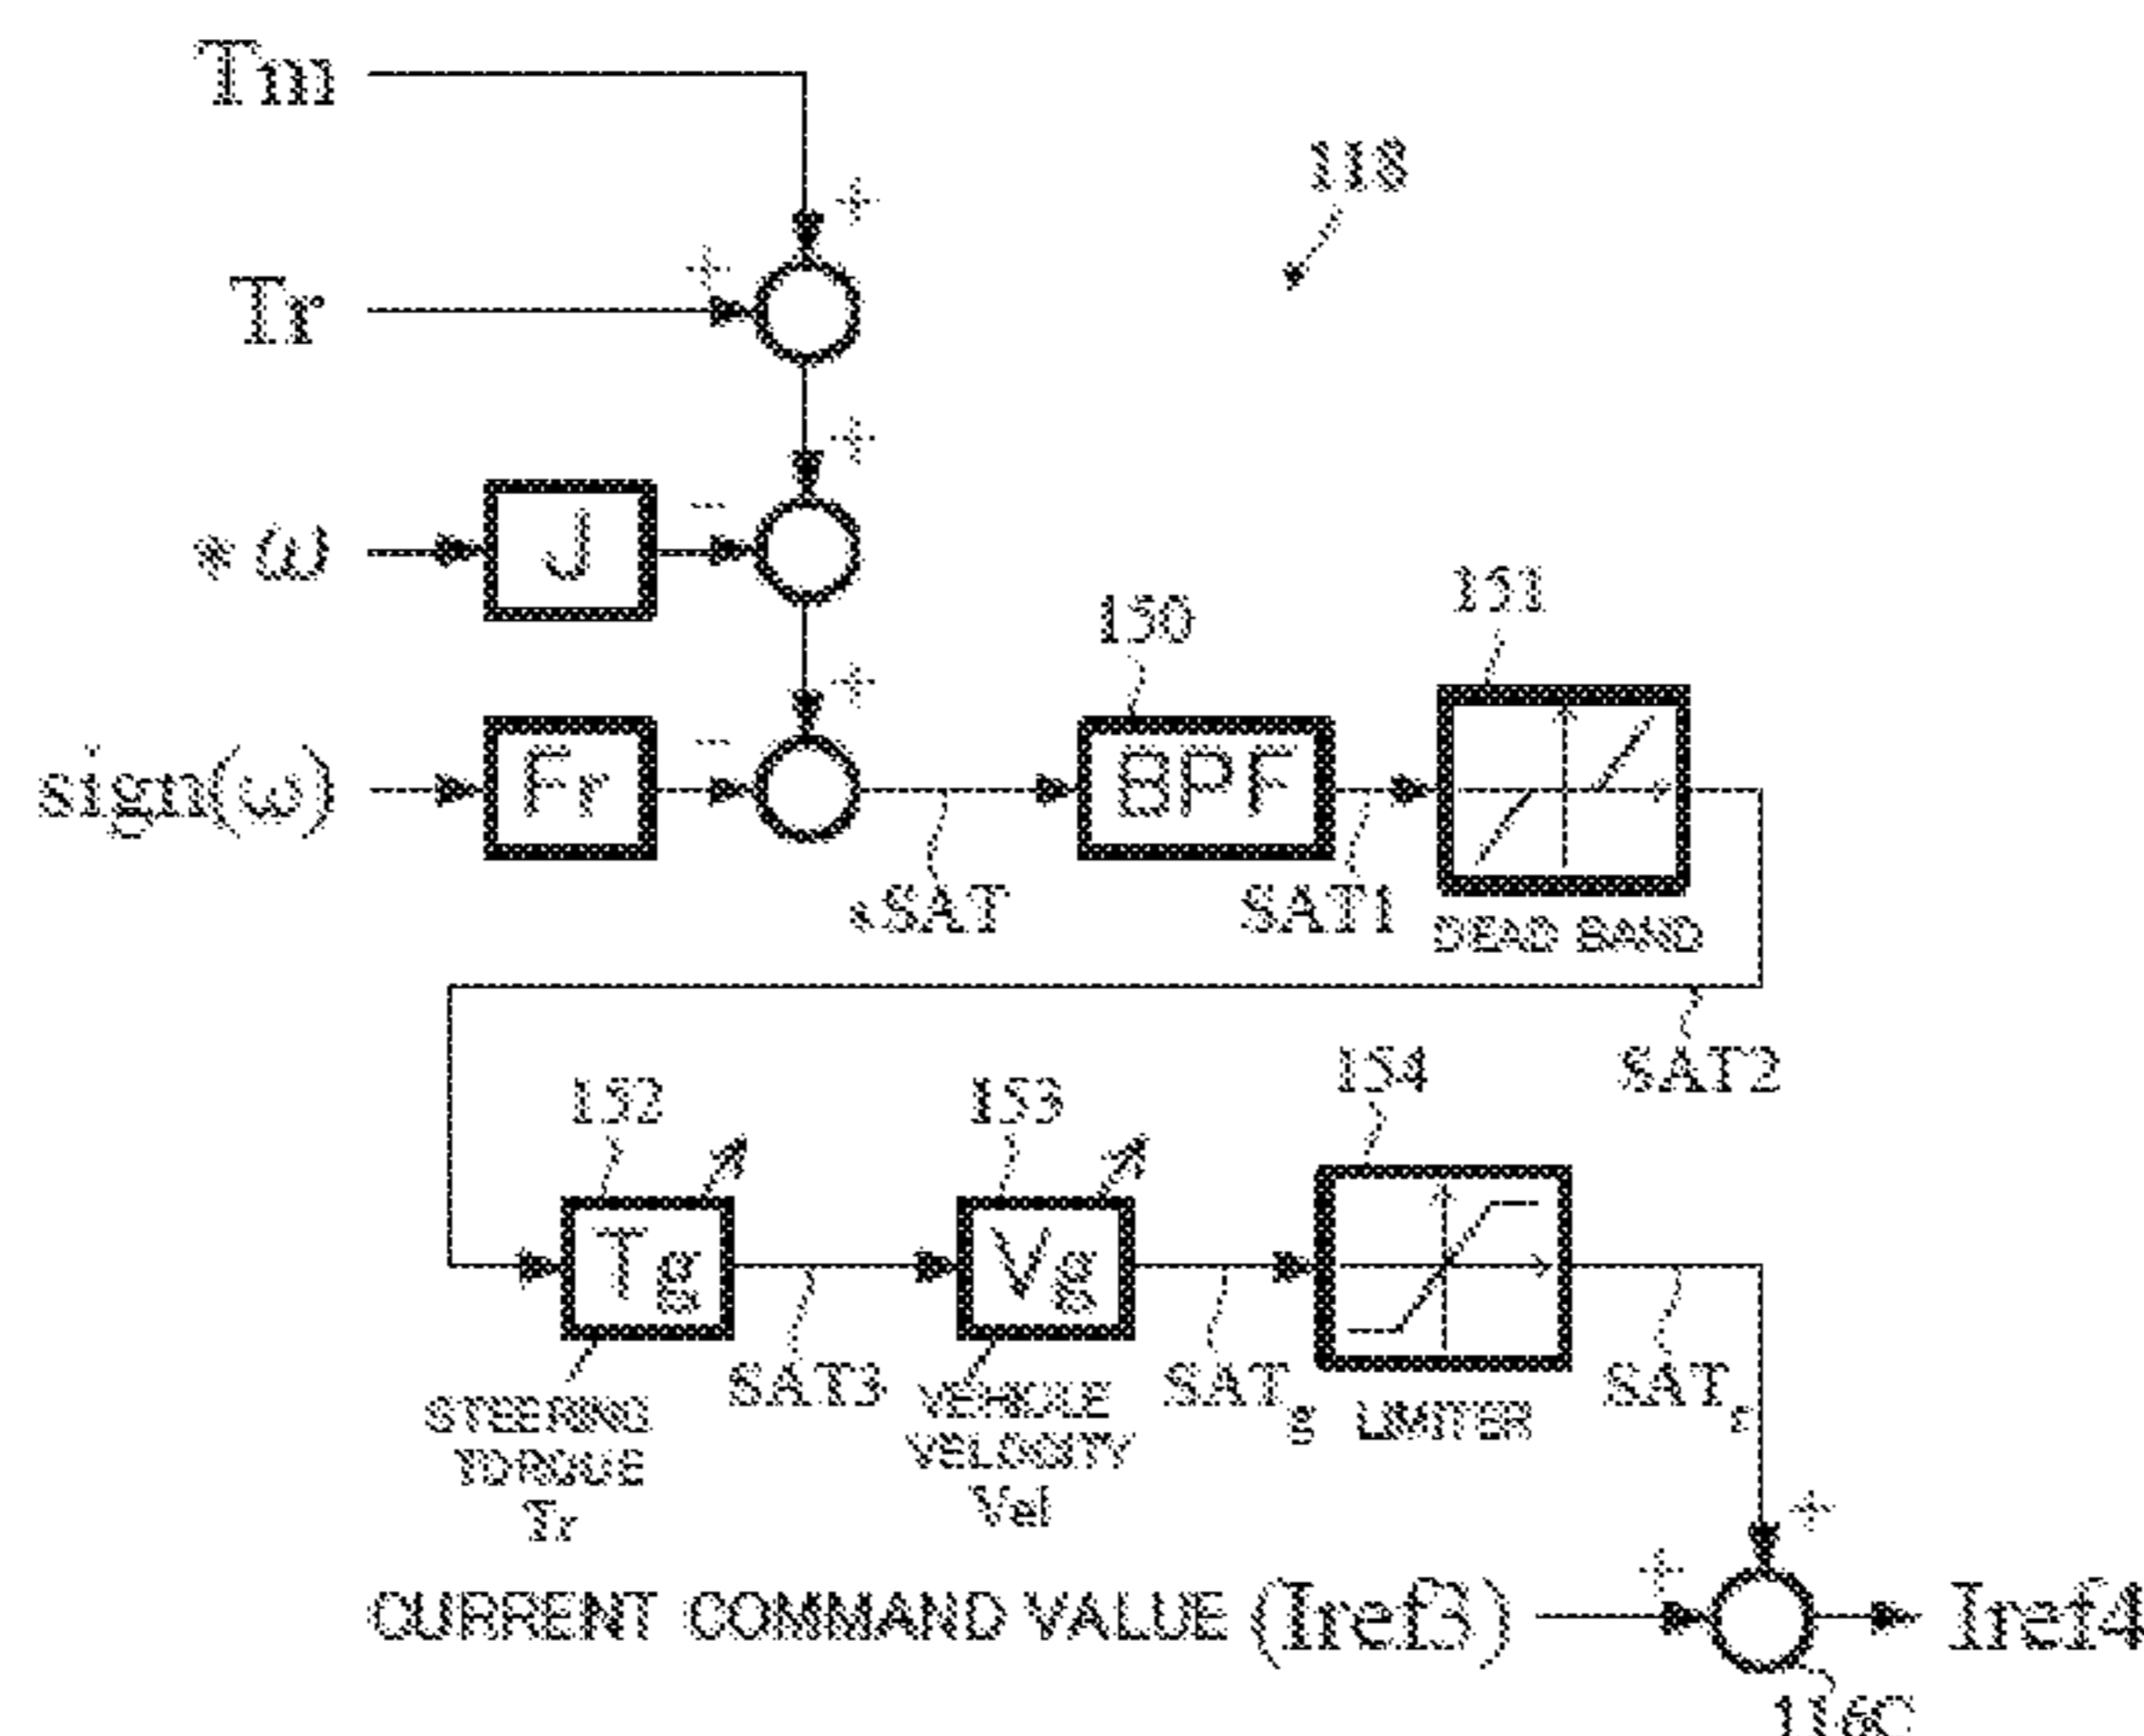 Tm
118
Tr
* ω
J
150
151
sign(ω)
Fr
BPF
*SAT
SAT1
DEAD BAND
SAT2
152
153
154
Tg
Vg
SAT3
SATg
LIMITER
STEERING
TORQUE
Tr
VEHICLE
VELOCITY
Vel
CURRENT COMMAND VALUE (Iref3)
Iref4
116C